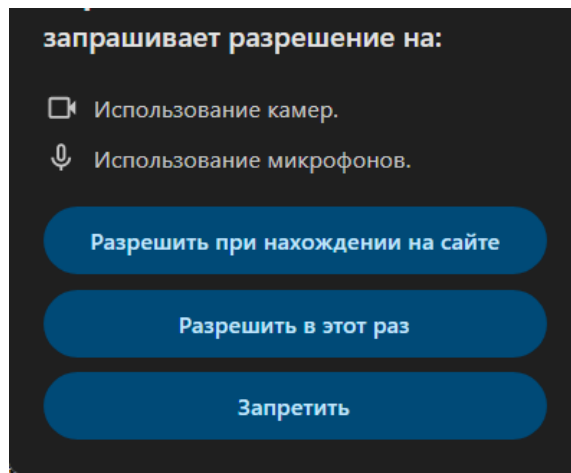 запрашивает разрешение на:
Использование камер.
Использование микрофонов.
Разрешить при нахождении на сайте
Разрешить в этот раз
Запретить